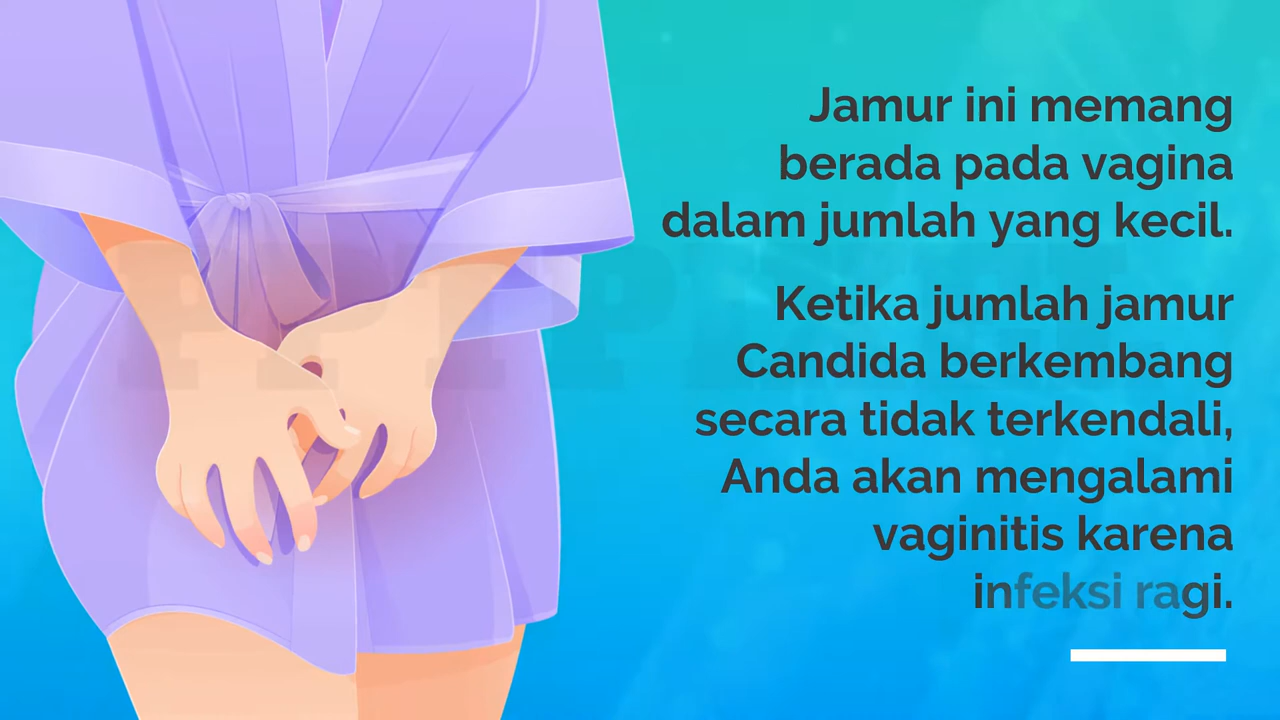 Jamur ini memang
berada pada vagina
dalam jumlah yang kecil.
Ketika jumlah jamur
Candida berkembang
secara tidak terkendali,
Anda akan mengalami
vaginitis karena
infeksi ragi.